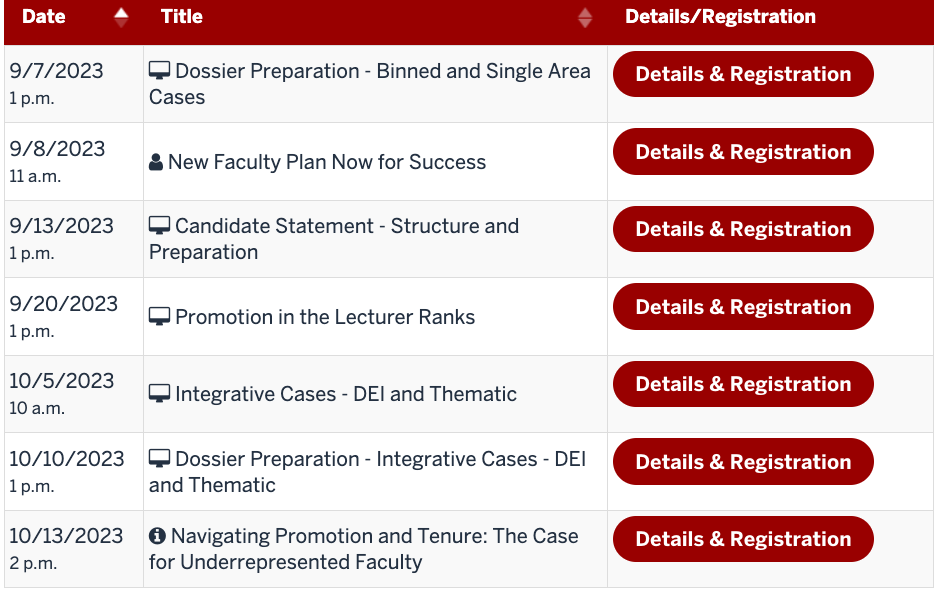 Date Title Details/Registration
9/7/2023 Dossier Preparation - Binned and Single Area Details & Registration
1 p.m. Cases
9/8/2023 New Faculty Plan Now for Success Details & Registration
11 a.m.
9/13/2023 Candidate Statement - Structure and Details & Registration
1 p.m. Preparation
9/20/2023 Promotion in the Lecturer Ranks Details & Registration
1 p.m.
10/5/2023 Integrative Cases - DEI and Thematic Details & Registration
10 a.m.
10/10/2023 Dossier Preparation - Integrative Cases - DEI Details & Registration
1 p.m. and Thematic
10/13/2023 Navigating Promotion and Tenure: The Case Details & Registration
2 p.m. for Underrepresented Faculty